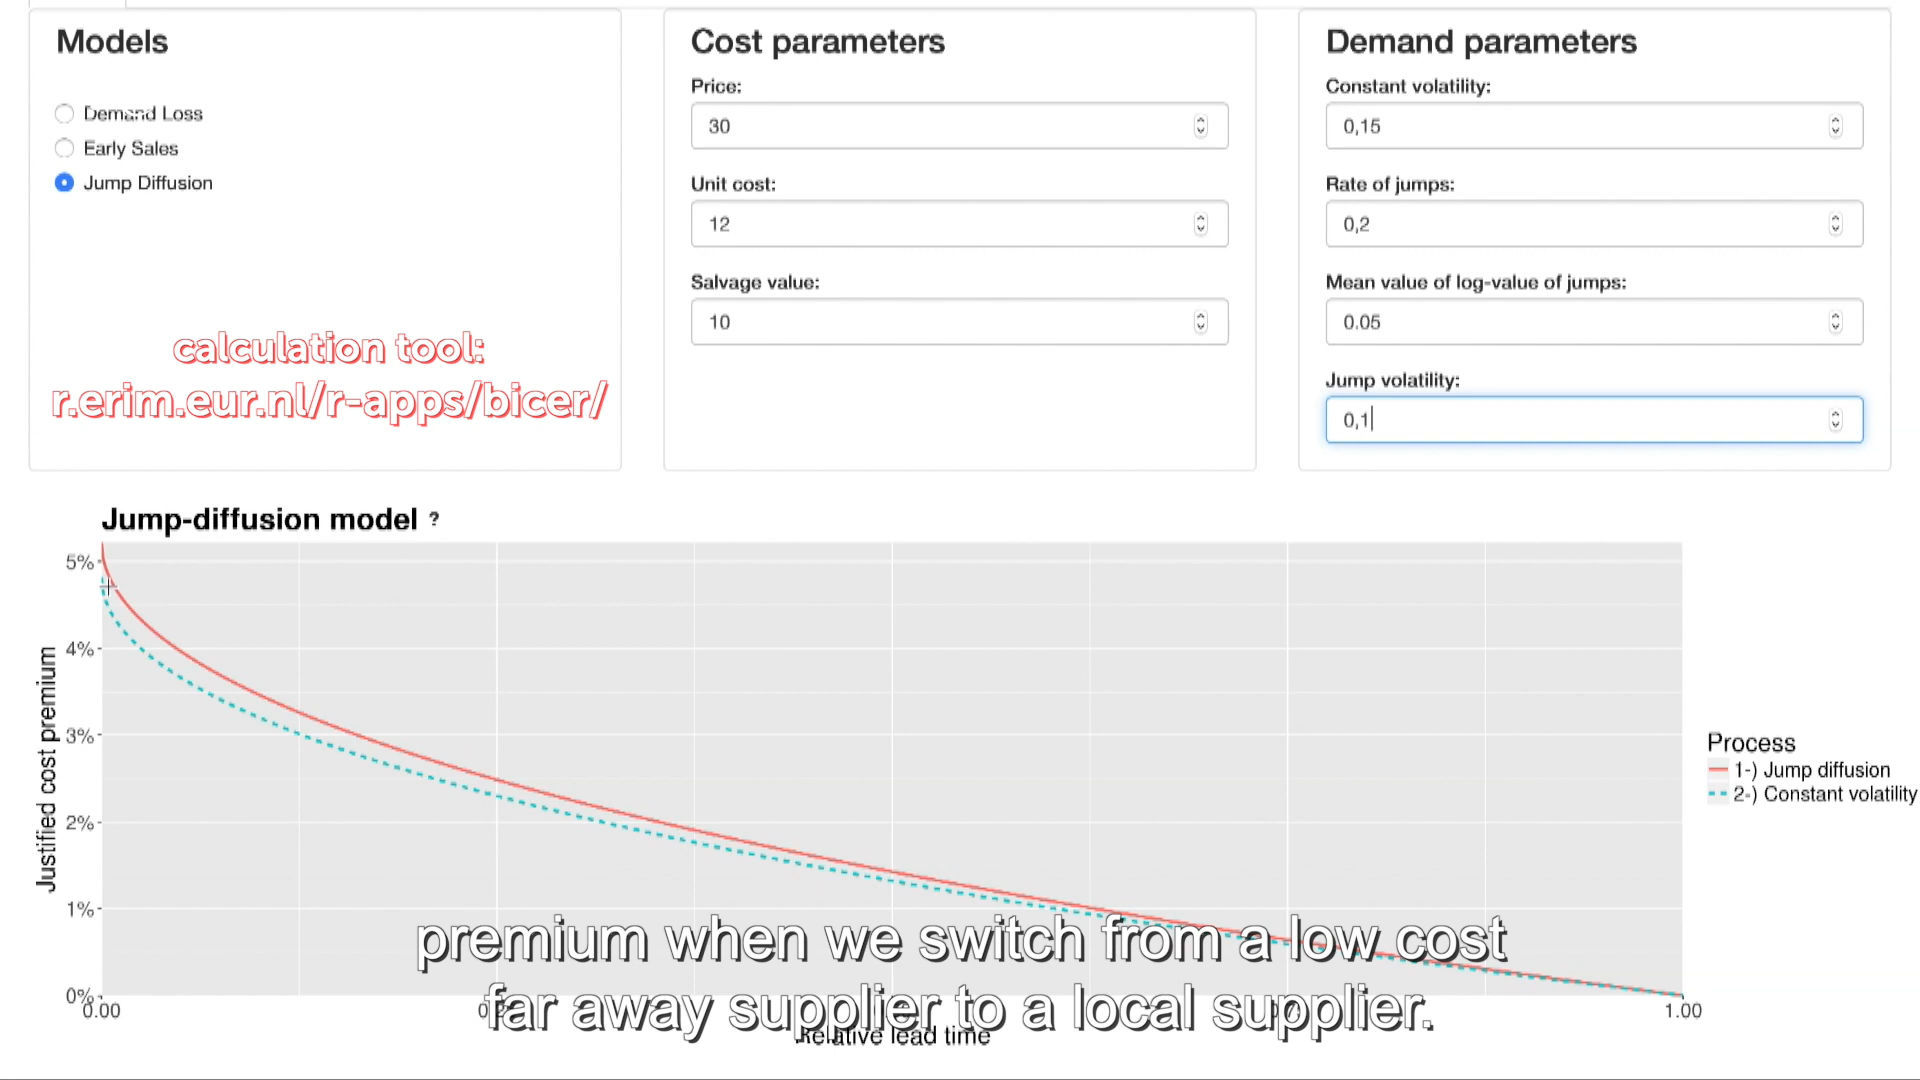 Models
Demand Loss
Early Sales
Jump Diffusion
calculation tool:
r.erim.eur.nl/r-apps/bicer/
Cost parameters
Price:
30
Unit cost:
12
Salvage value:
10
Demand parameters
Constant volatility:
0,15
Rate of jumps:
0,2
Mean value of log-value of jumps:
0.05
Jump volatility:
0,1
Jump-diffusion model ?
Justified cost premium
5%
4%
3%
2%
1%
0%
0.00
1.00
Relative lead time
Process
1-) Jump diffusion
2-) Constant volatility
premium when we switch from a low cost
far away supplier to a local supplier.